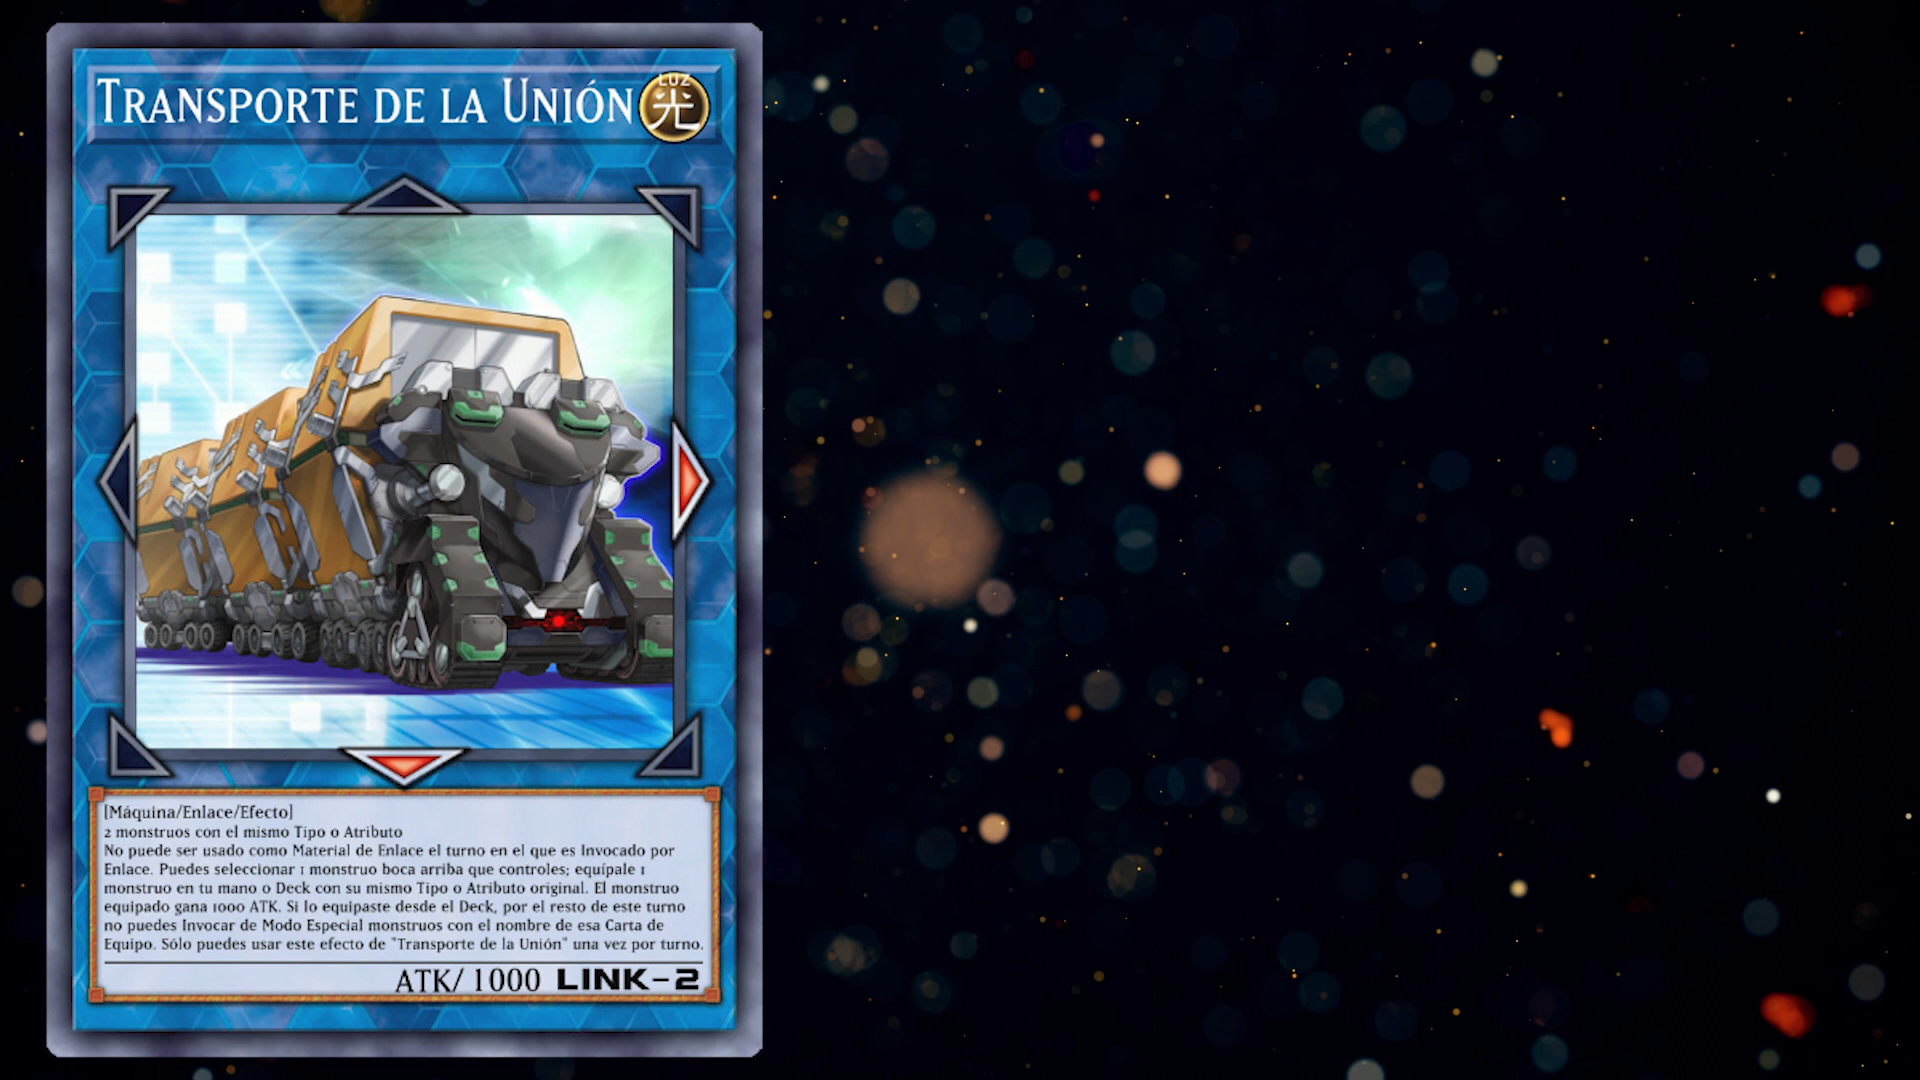 TRANSPORTE DE LA UNIÓN
LUZ
光
[Máquina/Enlace/Efecto]
2 monstruos con el mismo Tipo o Atributo
No puede ser usado como Material de Enlace el turno en el que es Invocado por
Enlace. Puedes seleccionar 1 monstruo boca arriba que controles; equípale 1
monstruo en tu mano o Deck con su mismo Tipo o Atributo original. El monstruo
equipado gana 1000 ATK. Si lo equipaste desde el Deck, por el resto de este turno
no puedes Invocar de Modo Especial monstruos con el nombre de esa Carta de
Equipo. Sólo puedes usar este efecto de "Transporte de la Unión" una vez por turno.
ATK/ 1000 LINK-2